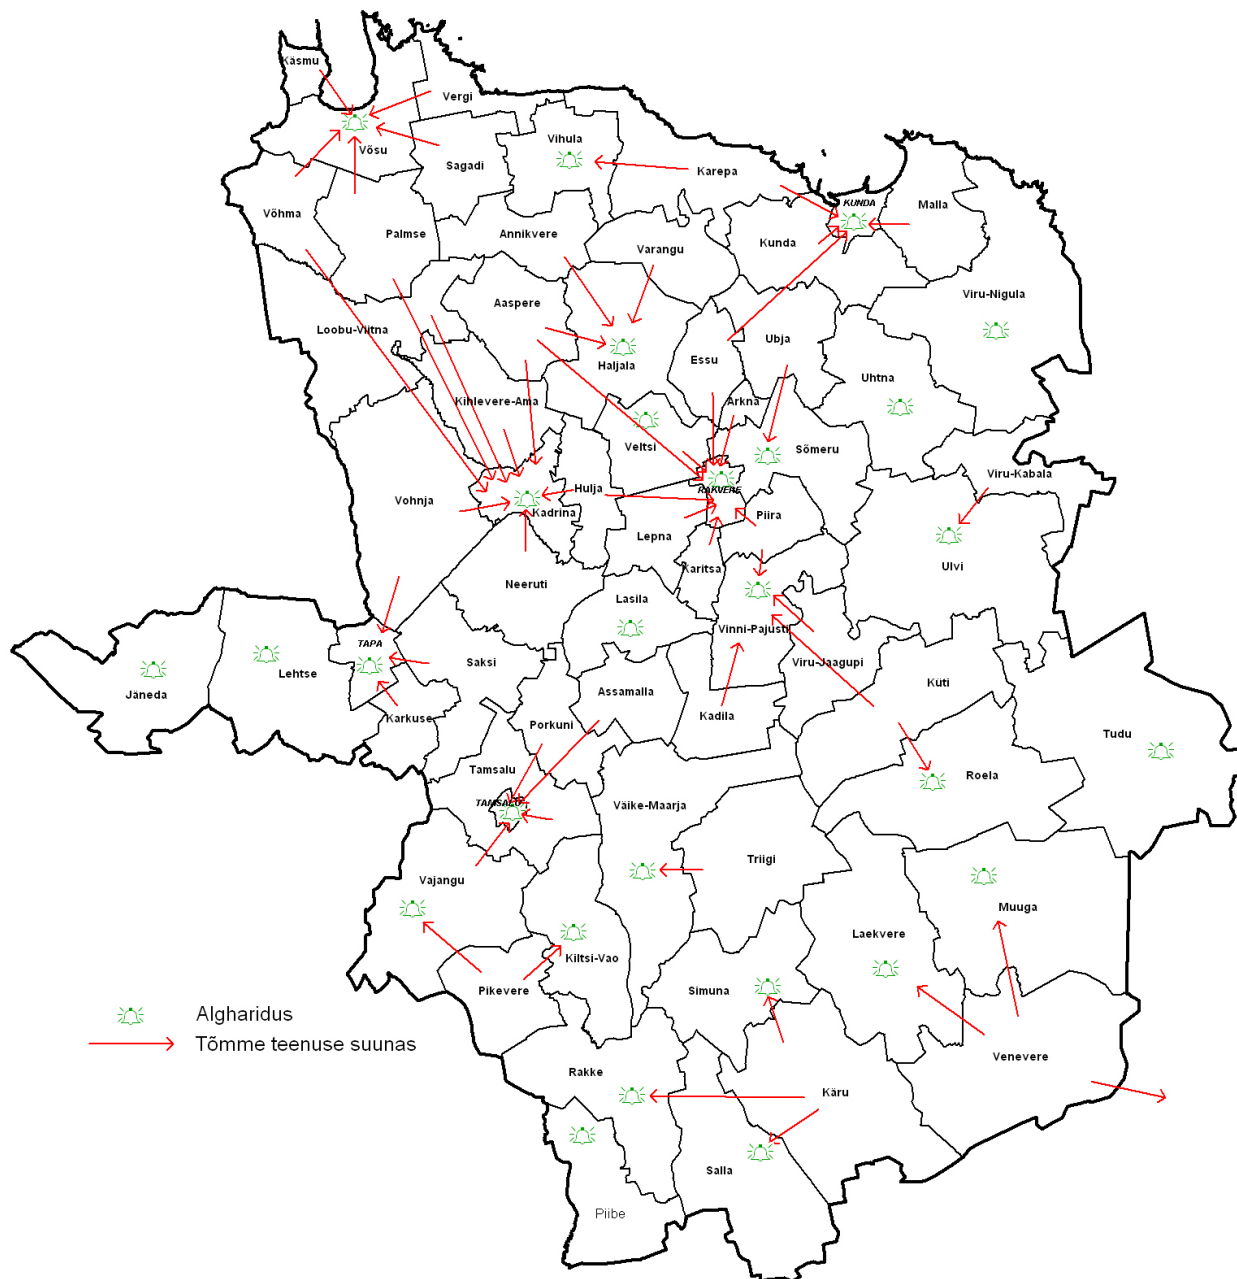 Käsmu
Vergi
Võsu
Vihula
Sagadi
Karepa
KUNDA
Malla
Võhma
Palmse
Annikvere
Varangu
Kunda
Aaspere
Viru-Nigula
Loobu-Viitna
Haljala
Essu
Ubja
Uhtna
Kihlevere-Ama
Arkna
Veltsi
Sõmeru
Viru-Kabala
Vohnja
Hulja
RAKVERE
Kadrina
Piira
Lepna
Ulvi
Karitsa
Neeruti
Lasila
Vinni-Pajusti
TAPA
Saksi
Viru-Jaagupi
Lehtse
Jäneda
Küti
Assamalla
Karkuse
Porkuni
Kadila
Tudu
Tamsalu
Roela
TAMSALU
Väike-Maarja
Triigi
Vajangu
Muuga
Laekvere
Kiltsi-Vao
Pikevere
Simuna
Algharidus
Tõmme teenuse suunas
Venevere
Rakke
Käru
Salla
Piibe